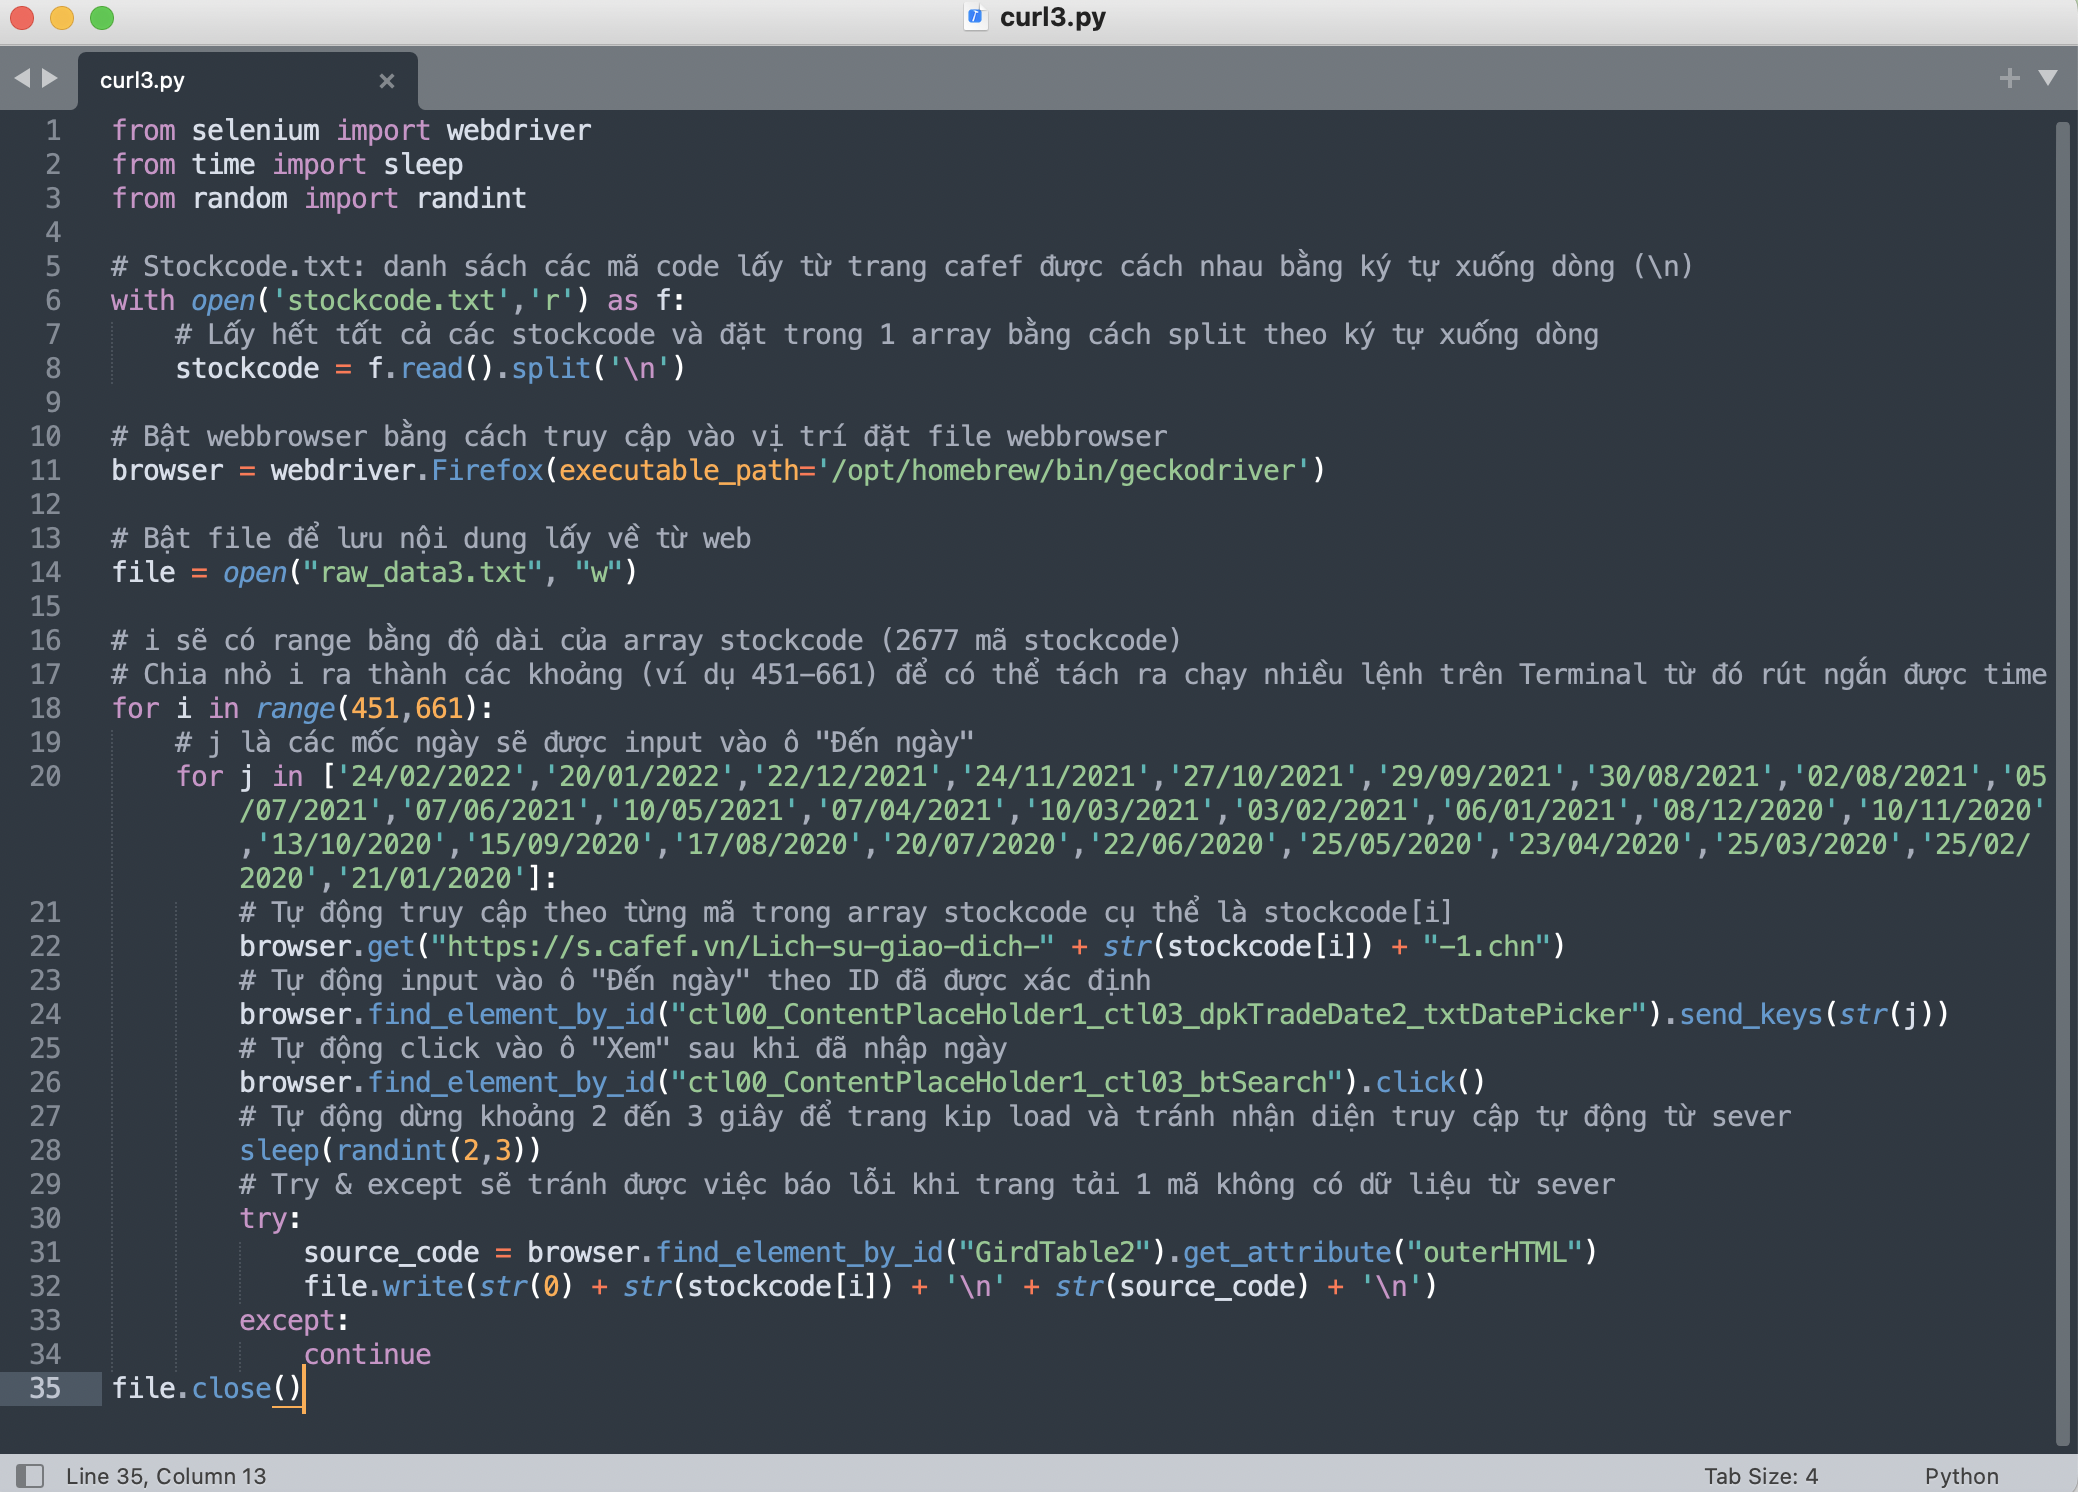 curl3.py
curl3.py
1 from selenium import webdriver
2 from time import sleep
3 from random import randint
4
5 # Stockcode.txt: danh sách các mã code lấy từ trang cafef được cách nhau bằng ký tự xuống dòng (\n)
6 with open('stockcode.txt','r') as f:
7     # Lấy hết tất cả các stockcode và đặt trong 1 array bằng cách split theo ký tự xuống dòng
8     stockcode = f.read().split('\n')
9
10 # Bật webbrowser bằng cách truy cập vào vị trí đặt file webbrowser
11 browser = webdriver.Firefox(executable_path='/opt/homebrew/bin/geckodriver')
12
13 # Bật file để lưu nội dung lấy về từ web
14 file = open("raw_data3.txt", "w")
15
16 # i sẽ có range bằng độ dài của array stockcode (2677 mã stockcode)
17 # Chia nhỏ i ra thành các khoảng (ví dụ 451-661) để có thể tách ra chạy nhiều lệnh trên Terminal từ đó rút ngắn được time
18 for i in range(451,661):
19     # j là các mốc ngày sẽ được input vào ô "Đến ngày"
20     for j in ['24/02/2022','20/01/2022','22/12/2021','24/11/2021','27/10/2021','29/09/2021','30/08/2021','02/08/2021','05
/07/2021','07/06/2021','10/05/2021','07/04/2021','10/03/2021','03/02/2021','06/01/2021','08/12/2020','10/11/2020'
,'13/10/2020','15/09/2020','17/08/2020','20/07/2020','22/06/2020','25/05/2020','23/04/2020','25/03/2020','25/02/
2020','21/01/2020']:
21         # Tự động truy cập theo từng mã trong array stockcode cụ thể là stockcode[i]
22         browser.get("https://s.cafef.vn/Lich-su-giao-dich-" + str(stockcode[i]) + "-1.chn")
23         # Tự động input vào ô "Đến ngày" theo ID đã được xác định
24         browser.find_element_by_id("ctl00_ContentPlaceHolder1_ctl03_dpkTradeDate2_txtDatePicker").send_keys(str(j))
25         # Tự động click vào ô "Xem" sau khi đã nhập ngày
26         browser.find_element_by_id("ctl00_ContentPlaceHolder1_ctl03_btSearch").click()
27         # Tự động dừng khoảng 2 đến 3 giây để trang kip load và tránh nhận diện truy cập tự động từ sever
28         sleep(randint(2,3))
29         # Try & except sẽ tránh được việc báo lỗi khi trang tải 1 mã không có dữ liệu từ sever
30         try:
31             source_code = browser.find_element_by_id("GirdTable2").get_attribute("outerHTML")
32             file.write(str(0) + str(stockcode[i]) + '\n' + str(source_code) + '\n')
33         except:
34             continue
35 file.close()
Line 35, Column 13
Tab Size: 4
Python